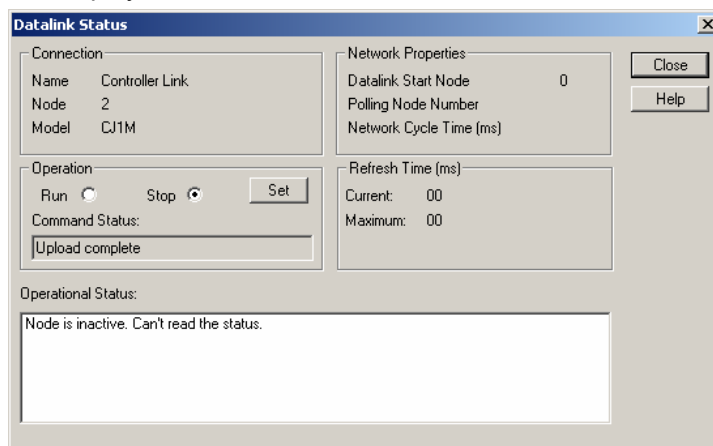 Datalink Status
Connection
Name Controller Link
Node 2
Model CJ1M
Network Properties
Datalink Start Node 0
Polling Node Number
Network Cycle Time (ms)
Close
Help
Operation
Run Stop Set
Command Status:
Upload complete
Refresh Time (ms)
Current: 00
Maximum: 00
Operational Status:
Node is inactive. Can't read the status.